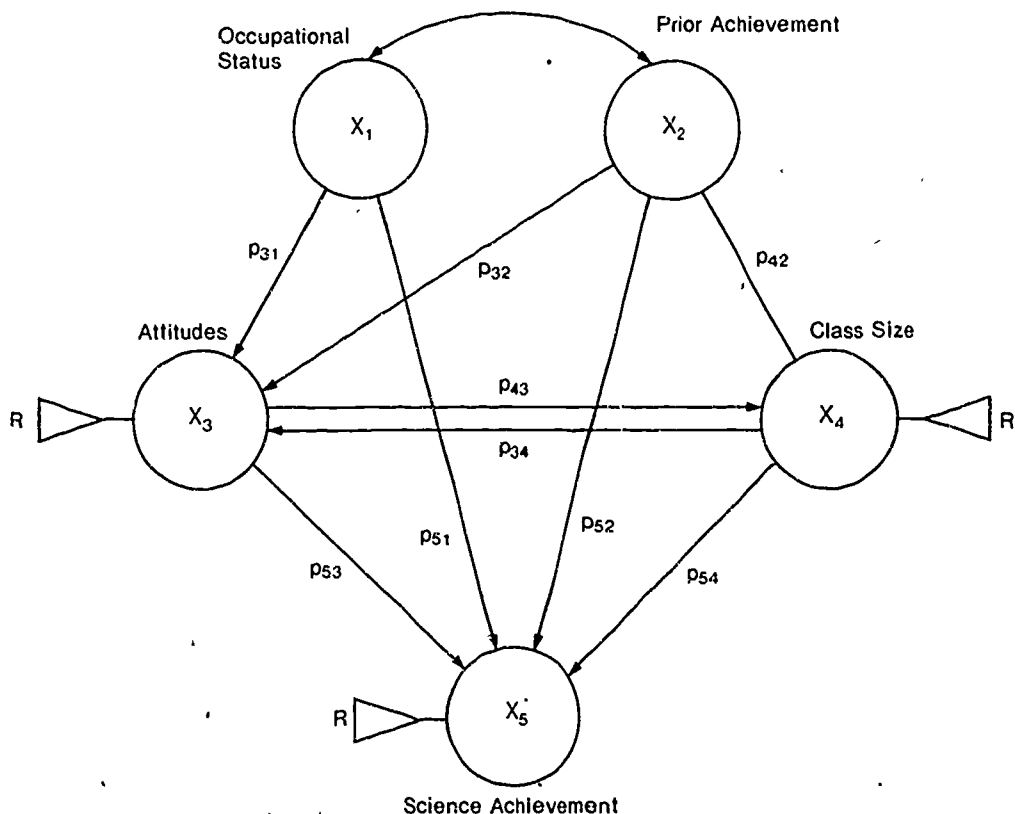 Occupational
Status
Prior Achievement
X₁
X₂
p₃₁
p₃₂
p₄₂
Attitudes
Class Size
p₄₃
R
X₃
X₄
R
p₃₄
p₅₁
p₅₂
p₅₃
p₅₄
R
X₅
Science Achievement